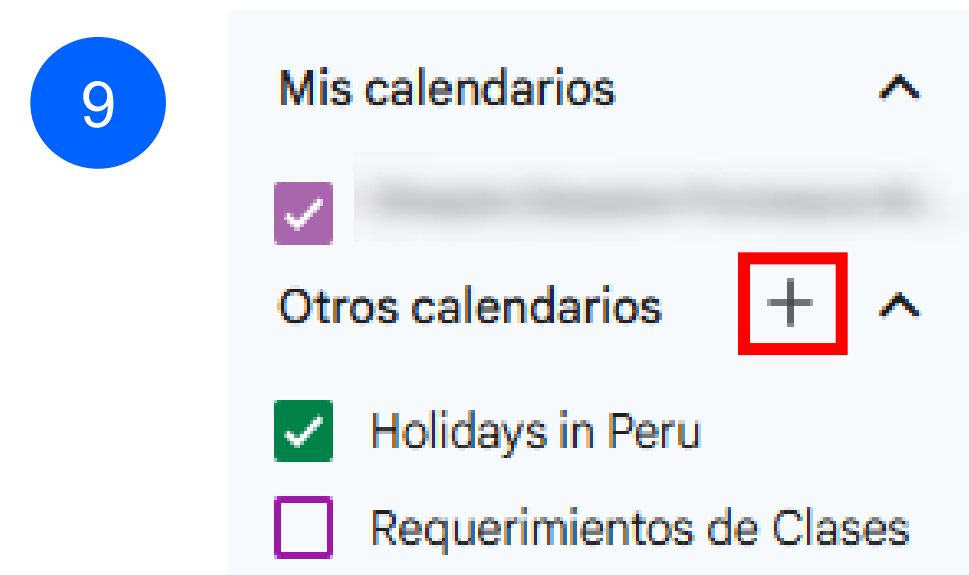 9
Mis calendarios
Otros calendarios
Holidays in Peru
Requerimientos de Clases